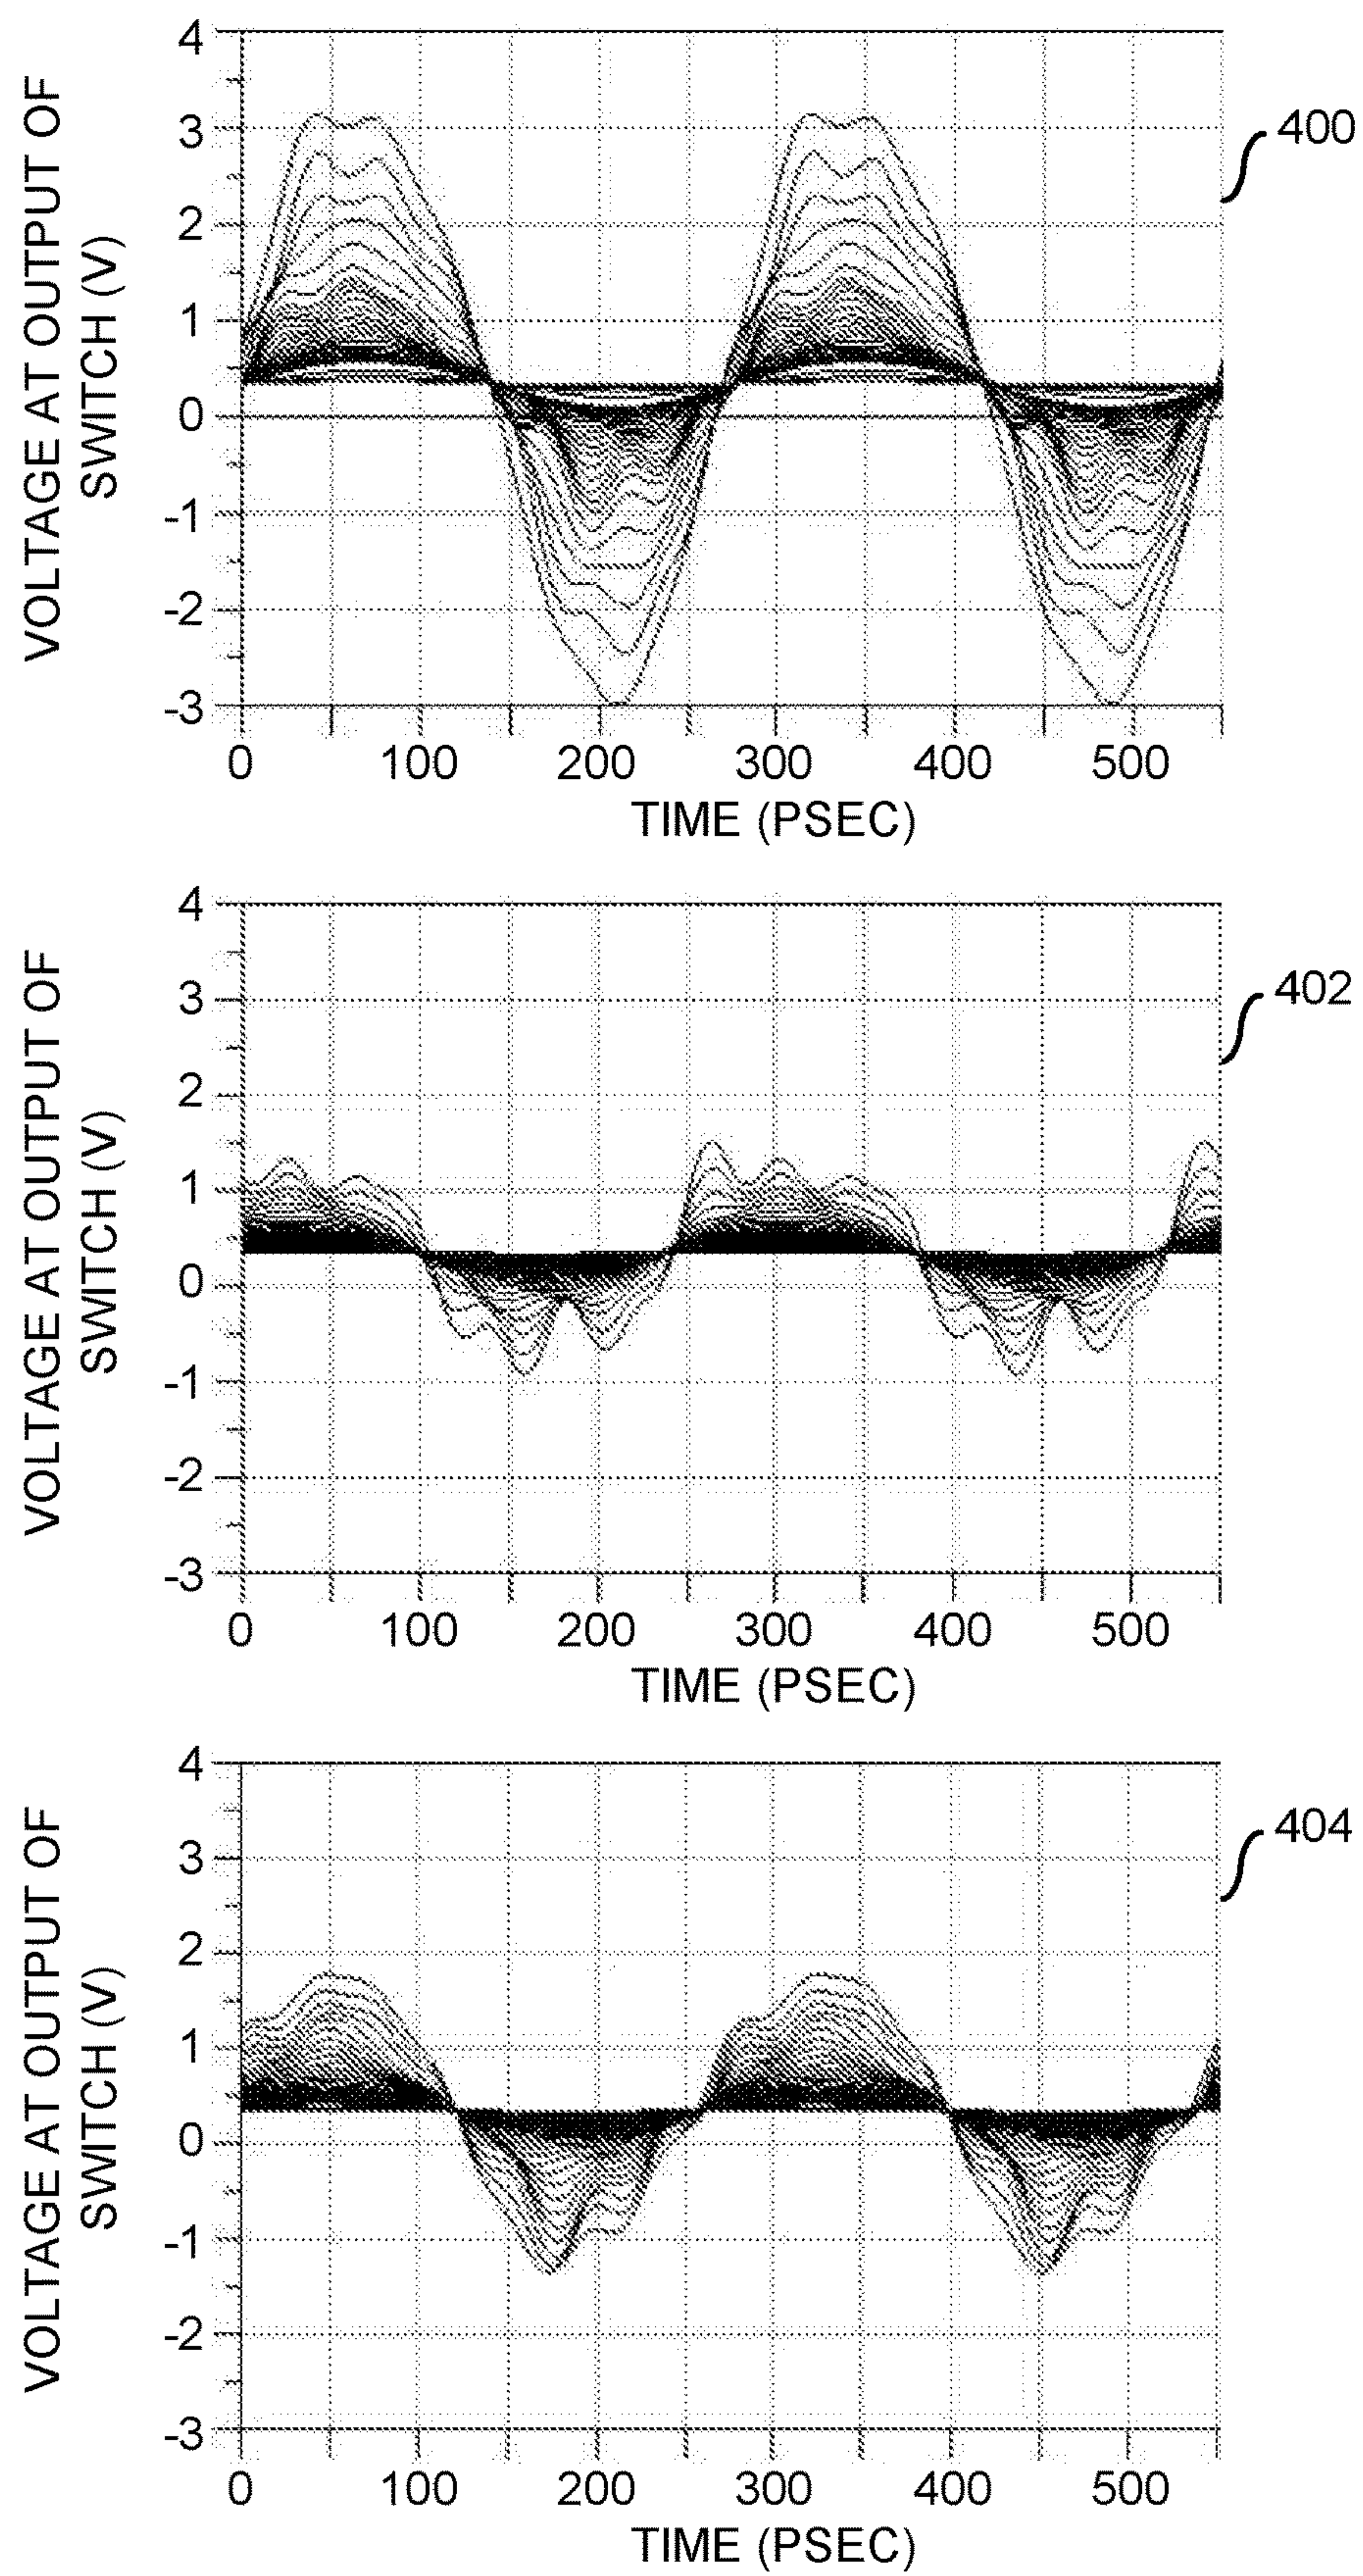 VOLTAGE AT OUTPUT OF
SWITCH (V)
4
3
2
1
0
-1
-2
-3
0 100 200 300 400 500
TIME (PSEC)
400
VOLTAGE AT OUTPUT OF
SWITCH (V)
4
3
2
1
0
-1
-2
-3
0 100 200 300 400 500
TIME (PSEC)
402
VOLTAGE AT OUTPUT OF
SWITCH (V)
4
3
2
1
0
-1
-2
-3
0 100 200 300 400 500
TIME (PSEC)
404